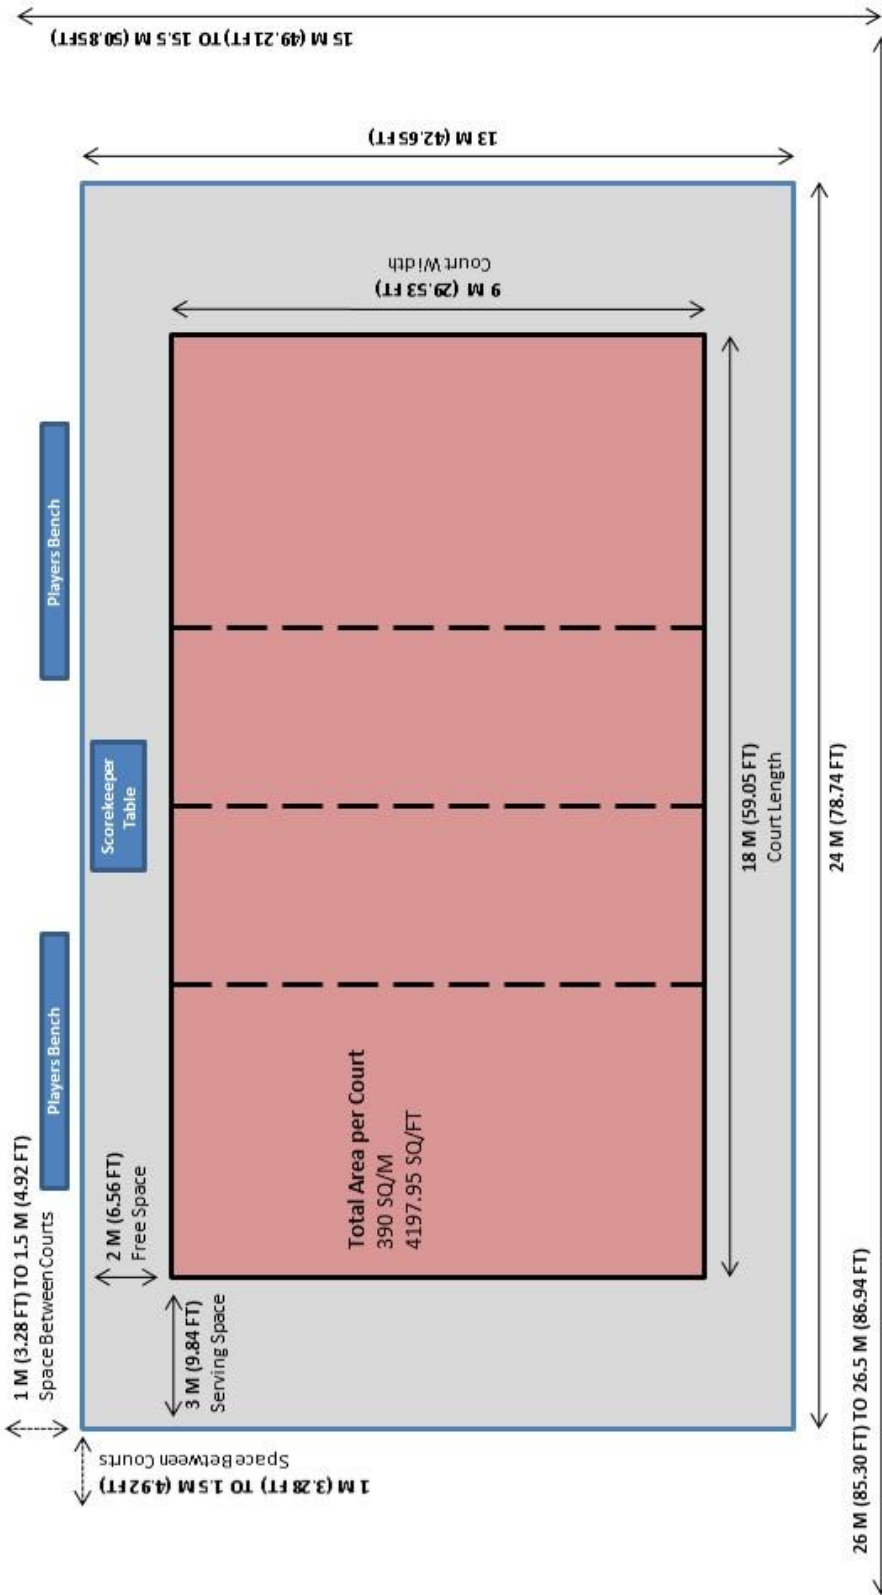 1 M (3.28 FT) TO 1.5 M (4.92 FT)
Space Between Courts
Players Bench
Players Bench
15 M (49.21 FT) TO 15.5 M (50.85FT)
1 M (3.28 FT) TO 1.5 M (4.92 FT)
Space Between Courts
2 M (6.56 FT)
Free Space
Scorekeeper
Table
13 M (42.65 FT)
3 M (9.84 FT)
Serving Space
Total Area per Court
390 SQ/M
4197.95 SQ/FT
9 M (29.53 FT)
Court Width
18 M (59.05 FT)
Court Length
24 M (78.74 FT)
26 M (85.30 FT) TO 26.5 M (86.94 FT)